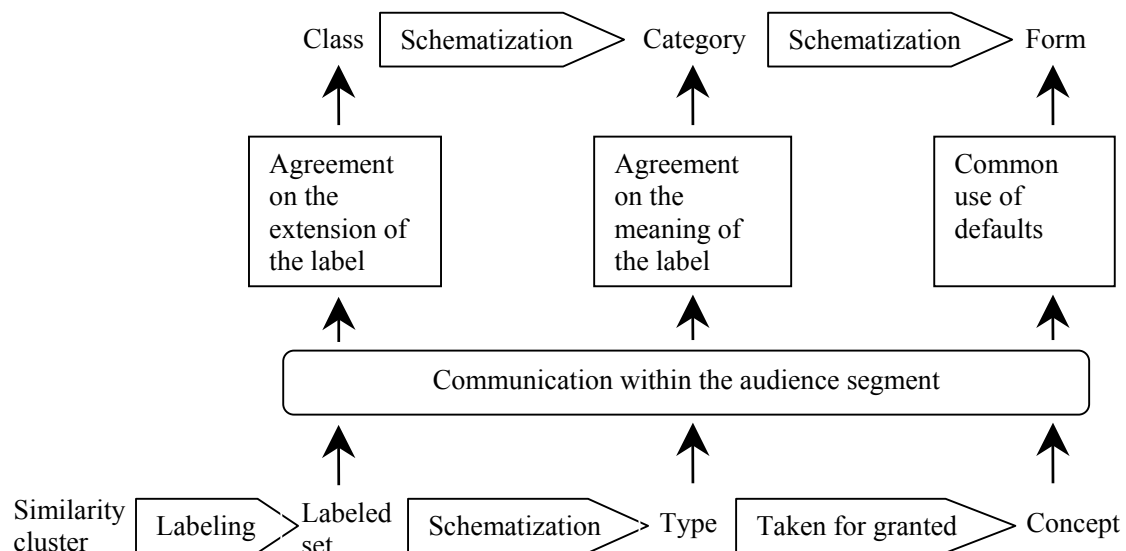 Class Schematization Category Schematization Form
Agreement
on the
extension of
the label
Agreement
on the
meaning of
the label
Common
use of
defaults
Communication within the audience segment
Similarity
cluster
Labeling
Labeled
set
Schematization
Type
Taken for granted
Concept